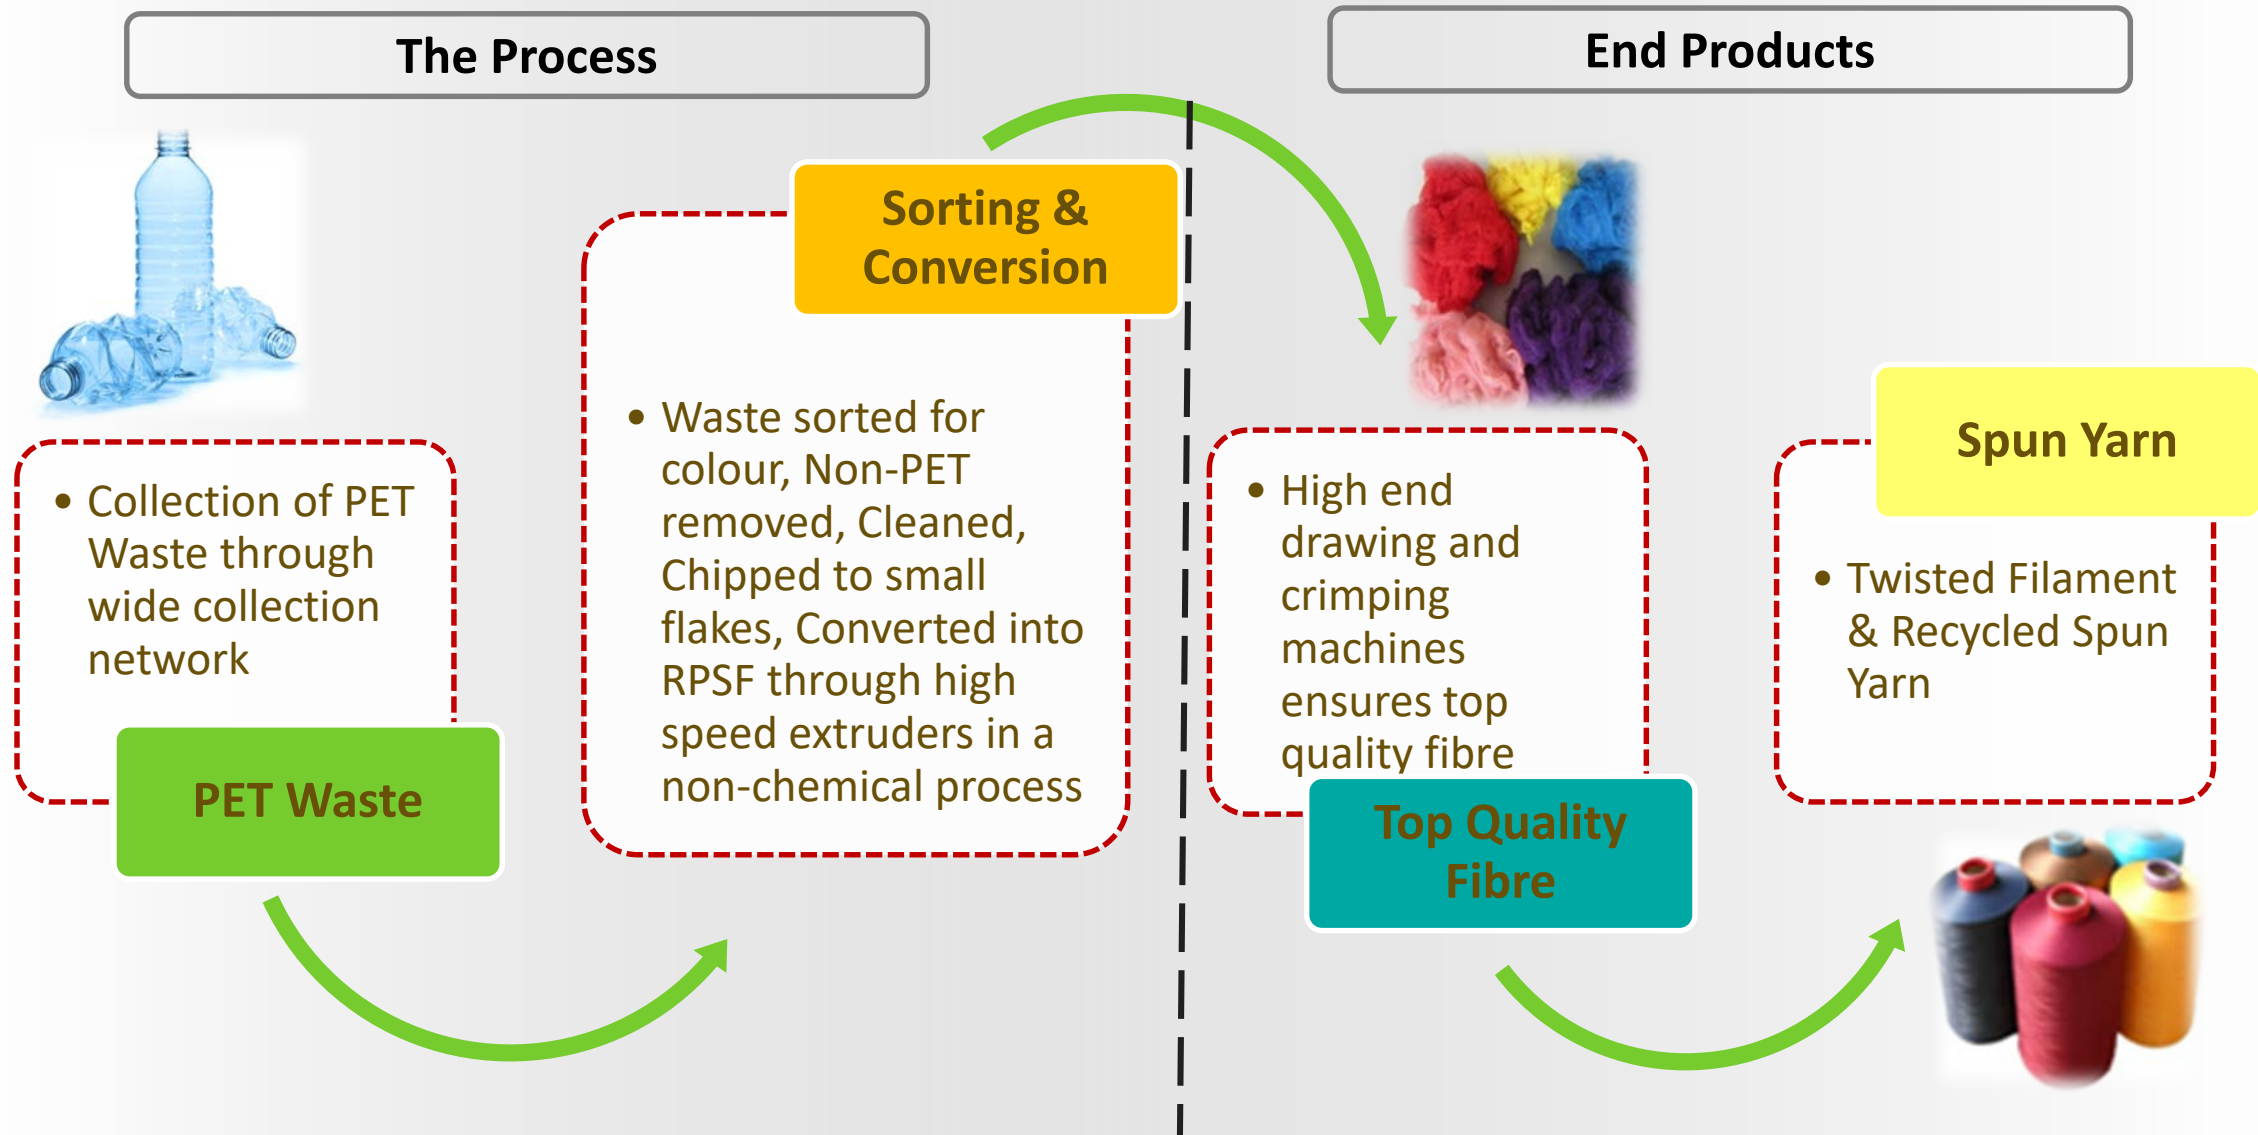 The Process
End Products
• Collection of PET
Waste through
wide collection
network
PET Waste
Sorting &
Conversion
• Waste sorted for
colour, Non-PET
removed, Cleaned,
Chipped to small
flakes, Converted into
RPSF through high
speed extruders in a
non-chemical process
• High end
drawing and
crimping
machines
ensures top
quality fibre
Top Quality
Fibre
Spun Yarn
• Twisted Filament
& Recycled Spun
Yarn